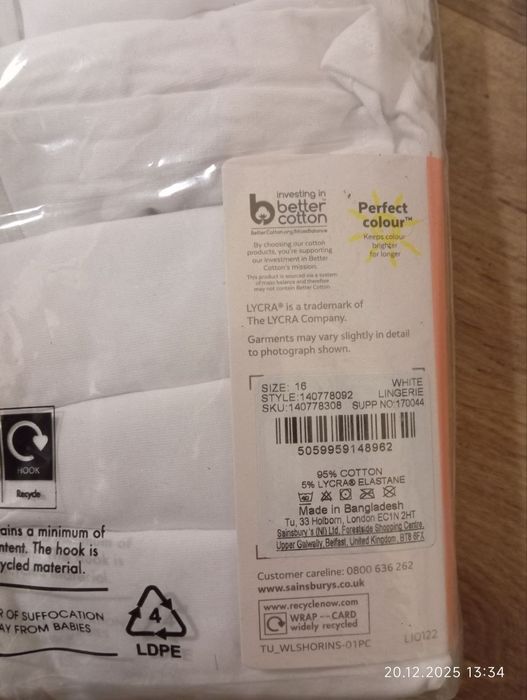 investing in
better
cotton
BetterCotton.org/MassBalance
By choosing our cotton
products, you're supporting
our investment in Better
Cotton's mission.
This product is sourced via a system
of mass balance and therefore
may not contain Better Cotton
Perfect
colour™
Keeps colour
brighter
for longer
LYCRA® is a trademark of
The LYCRA Company.
Garments may vary slightly in detail
to photograph shown.
SIZE: 16 WHITE
STYLE:140778092 LINGERIE
SKU:140778308 SUPP NO:170044
5059959148962
95% COTTON
5% LYCRA® ELASTANE
40
Made in Bangladesh
Tu, 33 Holborn, London EC1N 2HT
Sainsbury's (NI) Ltd, Forestside Shopping Centre,
Upper Galwally, Belfast, United Kingdom, BT8 6FX
Customer careline: 0800 636 262
www.sainsburys.co.uk
www.recyclenow.com
WRAP - CARD
widely recycled
TU_WLSHORINS-01PC LI0122
HOOK
Recycle
ains a minimum of
ntent. The hook is
ycled material.
R OF SUFFOCATION
AY FROM BABIES
4
LDPE
20.12.2025 13:34